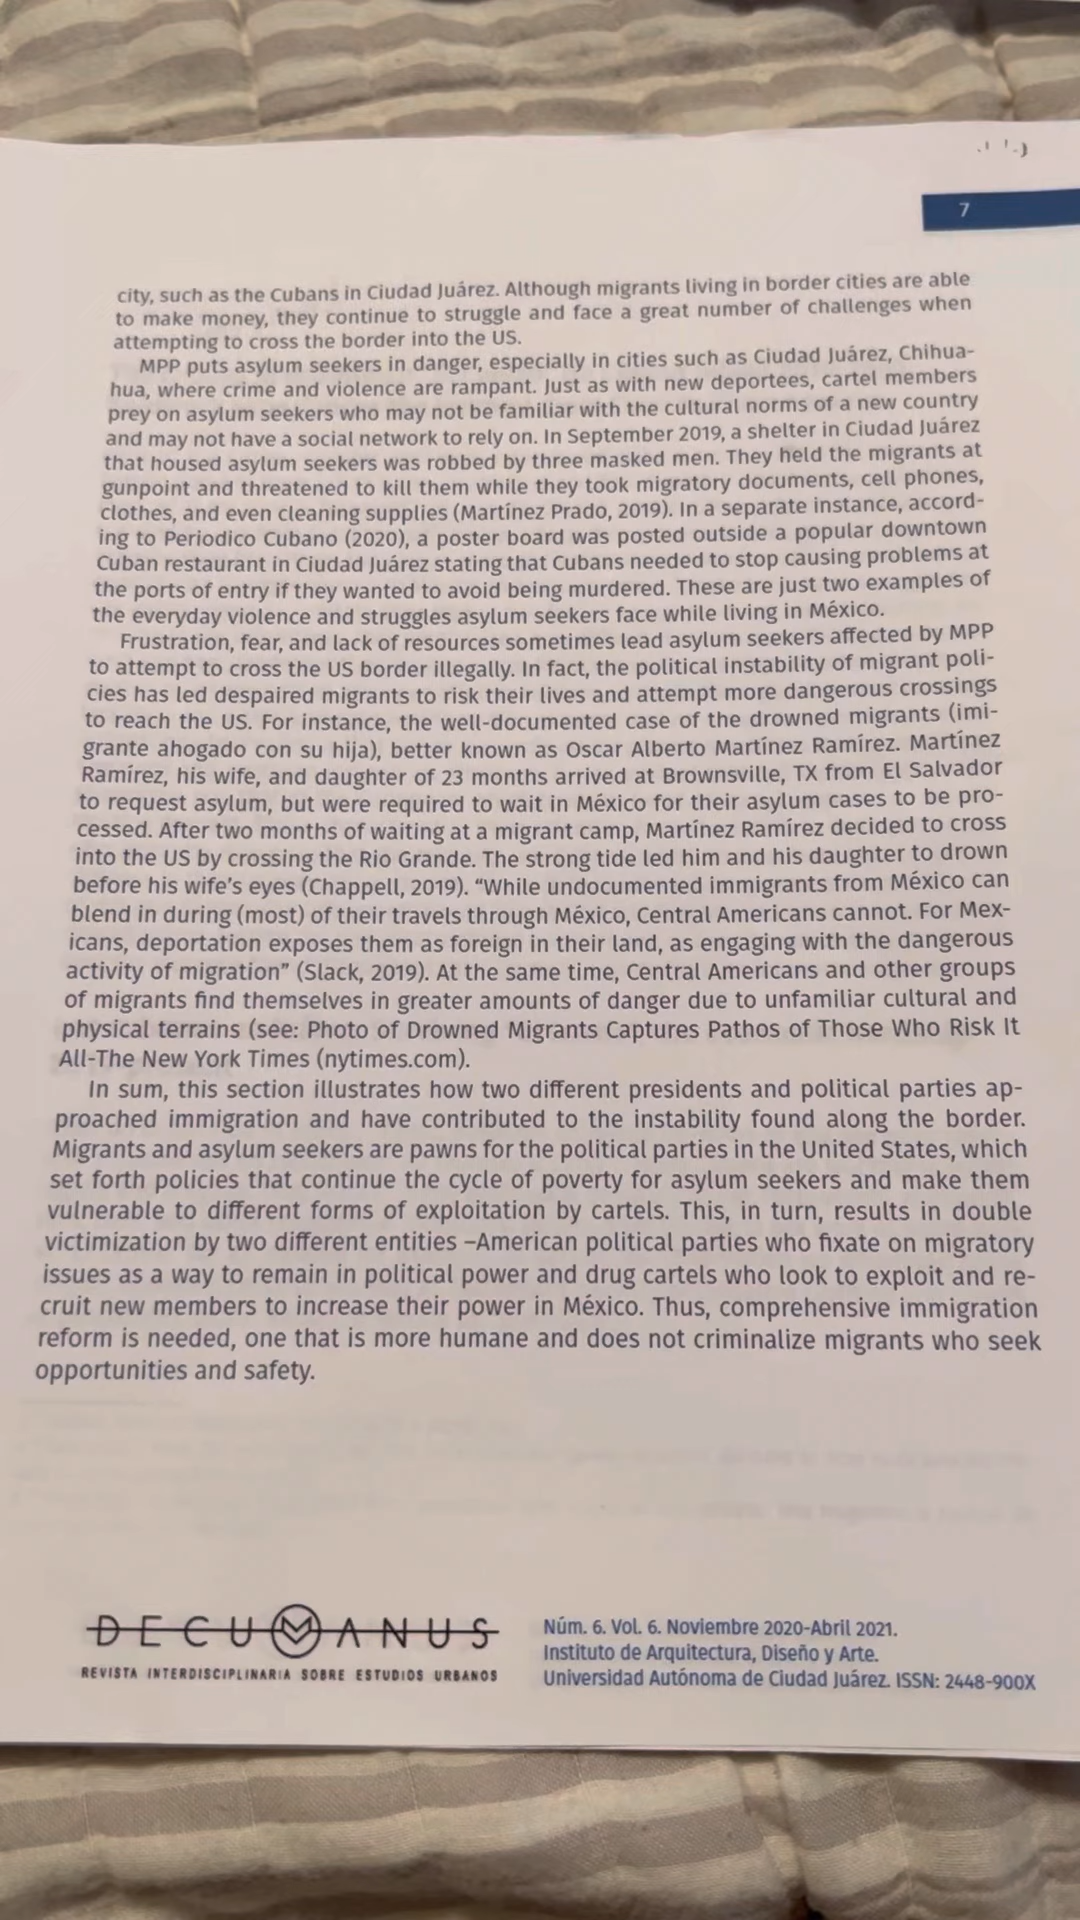 7
city, such as the Cubans in Ciudad Juárez. Although migrants living in border cities are able
to make money, they continue to struggle and face a great number of challenges when
attempting to cross the border into the US.
MPP puts asylum seekers in danger, especially in cities such as Ciudad Juárez, Chihua-
hua, where crime and violence are rampant. Just as with new deportees, cartel members
prey on asylum seekers who may not be familiar with the cultural norms of a new country
and may not have a social network to rely on. In September 2019, a shelter in Ciudad Juárez
that housed asylum seekers was robbed by three masked men. They held the migrants at
gunpoint and threatened to kill them while they took migratory documents, cell phones,
clothes, and even cleaning supplies (Martínez Prado, 2019). In a separate instance, accord-
ing to Periodico Cubano (2020), a poster board was posted outside a popular downtown
Cuban restaurant in Ciudad Juárez stating that Cubans needed to stop causing problems at
the ports of entry if they wanted to avoid being murdered. These are just two examples of
the everyday violence and struggles asylum seekers face while living in México.
Frustration, fear, and lack of resources sometimes lead asylum seekers affected by MPP
to attempt to cross the US border illegally. In fact, the political instability of migrant poli-
cies has led despaired migrants to risk their lives and attempt more dangerous crossings
to reach the US. For instance, the well-documented case of the drowned migrants (imi-
grante ahogado con su hija), better known as Oscar Alberto Martínez Ramírez. Martínez
Ramírez, his wife, and daughter of 23 months arrived at Brownsville, TX from El Salvador
to request asylum, but were required to wait in México for their asylum cases to be pro-
cessed. After two months of waiting at a migrant camp, Martínez Ramírez decided to cross
into the US by crossing the Rio Grande. The strong tide led him and his daughter to drown
before his wife's eyes (Chappell, 2019). “While undocumented immigrants from México can
blend in during (most) of their travels through México, Central Americans cannot. For Mex-
icans, deportation exposes them as foreign in their land, as engaging with the dangerous
activity of migration” (Slack, 2019). At the same time, Central Americans and other groups
of migrants find themselves in greater amounts of danger due to unfamiliar cultural and
physical terrains (see: Photo of Drowned Migrants Captures Pathos of Those Who Risk It
All-The New York Times (nytimes.com).
In sum, this section illustrates how two different presidents and political parties ap-
proached immigration and have contributed to the instability found along the border.
Migrants and asylum seekers are pawns for the political parties in the United States, which
set forth policies that continue the cycle of poverty for asylum seekers and make them
vulnerable to different forms of exploitation by cartels. This, in turn, results in double
victimization by two different entities –American political parties who fixate on migratory
issues as a way to remain in political power and drug cartels who look to exploit and re-
cruit new members to increase their power in México. Thus, comprehensive immigration
reform is needed, one that is more humane and does not criminalize migrants who seek
opportunities and safety.
DECUMANUS
REVISTA INTERDISCIPLINARIA SOBRE ESTUDIOS URBANOS
Núm. 6. Vol. 6. Noviembre 2020-Abril 2021.
Instituto de Arquitectura, Diseño y Arte.
Universidad Autónoma de Ciudad Juárez. ISSN: 2448-900X